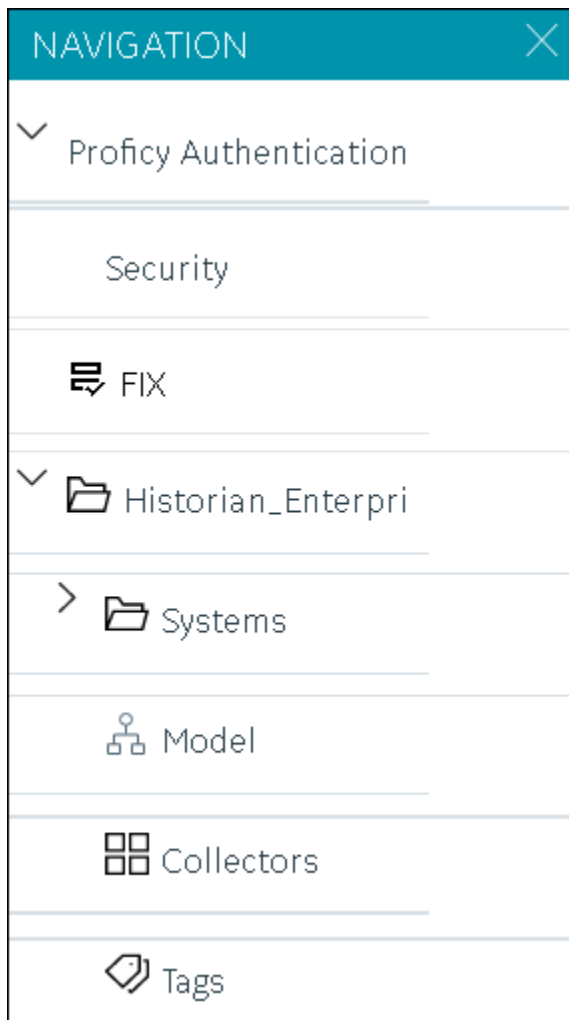 NAVIGATION
Proficy Authentication
Security
FIX
Historian_Enterpri
Systems
Model
Collectors
Tags